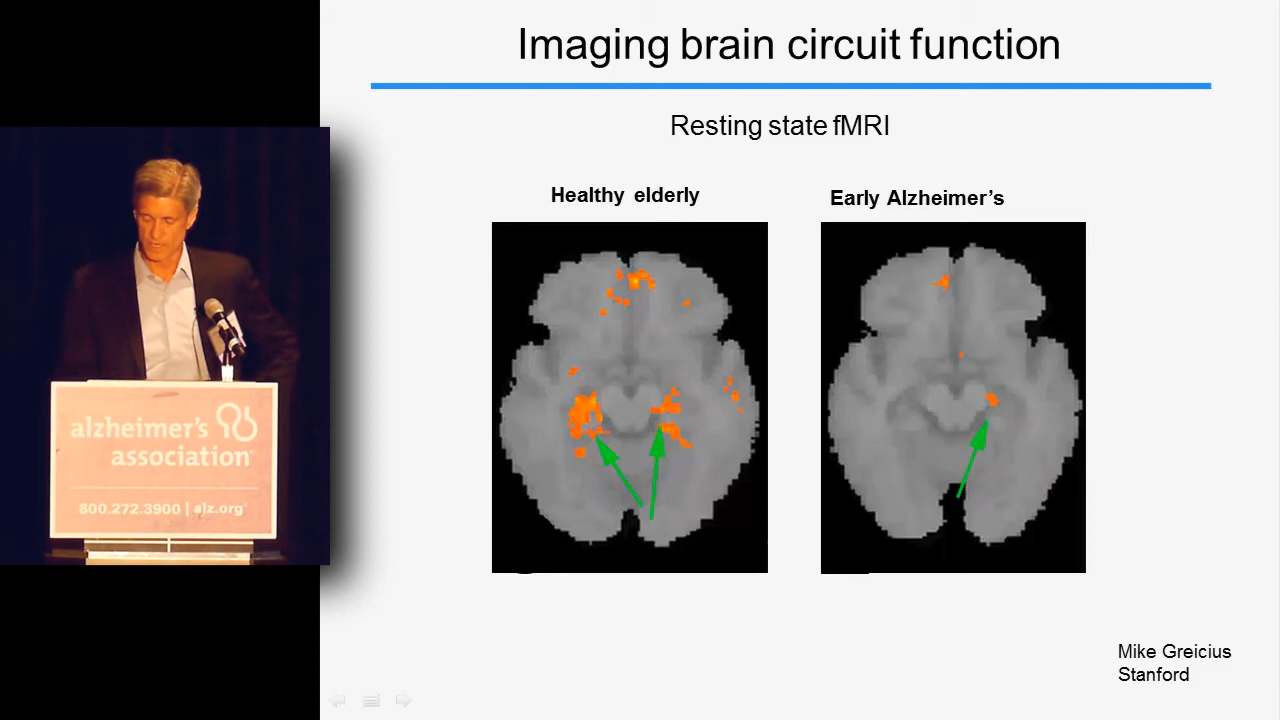 Imaging brain circuit function
Resting state fMRI
Healthy elderly
Early Alzheimer's
alzheimer's
association
800.272.3900 | alz.org
Mike Greicius
Stanford